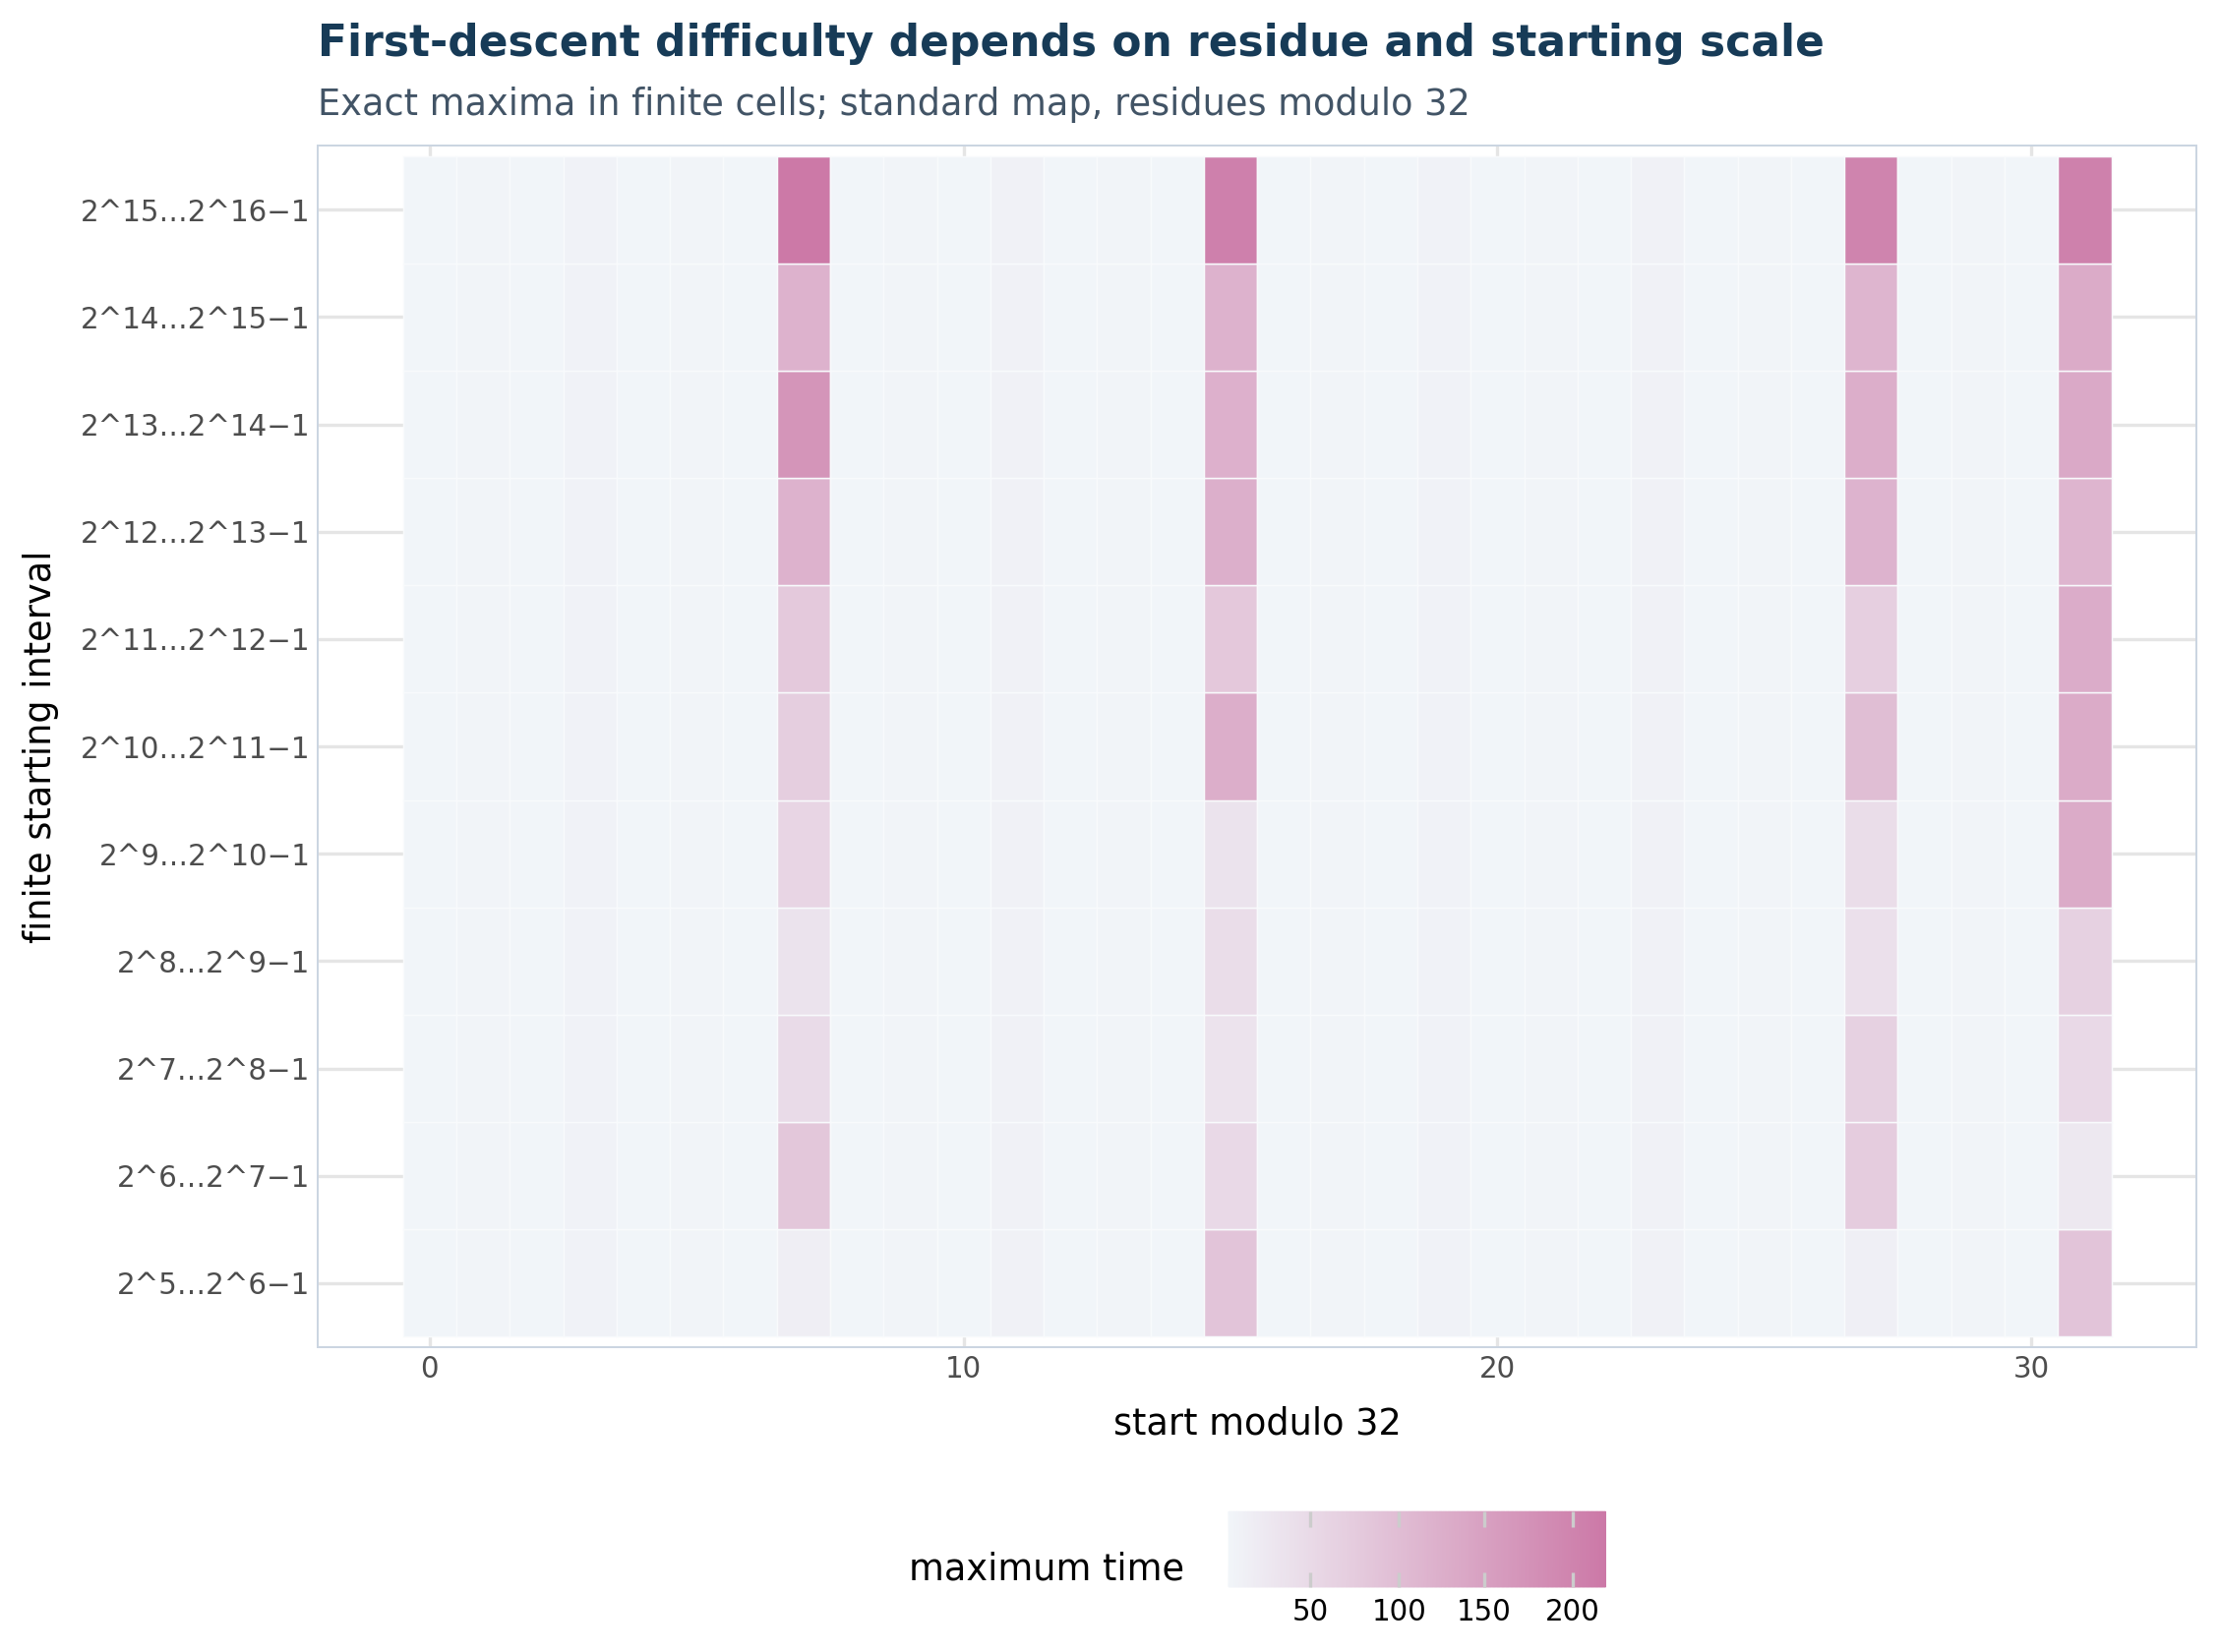 First-descent difficulty depends on residue and starting scale
Exact maxima in finite cells; standard map, residues modulo 32
finite starting interval
2^15...2^16−1
2^14...2^15−1
2^13...2^14−1
2^12...2^13−1
2^11...2^12−1
2^10...2^11−1
2^9...2^10−1
2^8...2^9−1
2^7...2^8−1
2^6...2^7−1
2^5...2^6−1
0 10 20 30
start modulo 32
maximum time
50 100 150 200